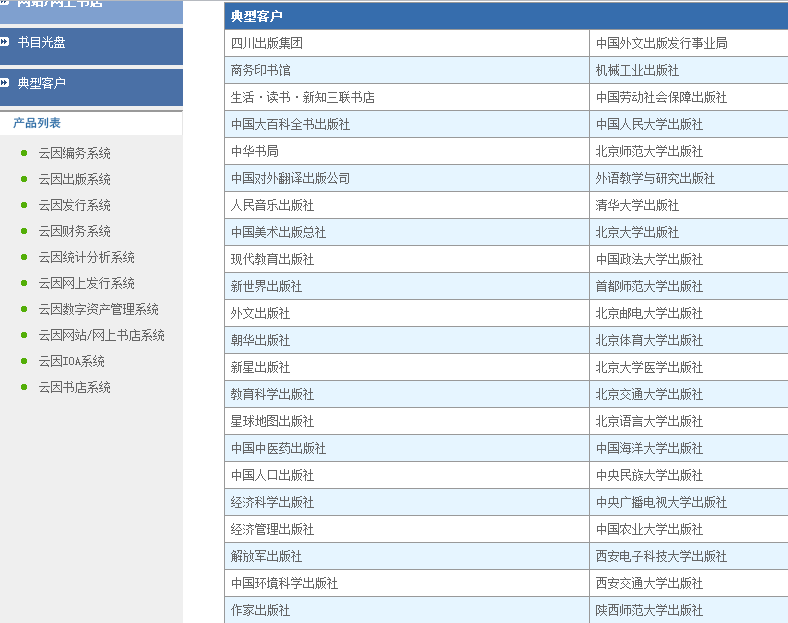 网站/网上书店
书目光盘
典型客户
产品列表
云因编务系统
云因出版系统
云因发行系统
云因财务系统
云因统计分析系统
云因网上发行系统
云因数字资产管理系统
云因网站/网上书店系统
云因IOA系统
云因书店系统
典型客户
四川出版集团 中国外文出版发行事业局
商务印书馆 机械工业出版社
生活·读书·新知三联书店 中国劳动社会保障出版社
中国大百科全书出版社 中国人民大学出版社
中华书局 北京师范大学出版社
中国对外翻译出版公司 外语教学与研究出版社
人民音乐出版社 清华大学出版社
中国美术出版总社 北京大学出版社
现代教育出版社 中国政法大学出版社
新世界出版社 首都师范大学出版社
外文出版社 北京邮电大学出版社
朝华出版社 北京体育大学出版社
新星出版社 北京大学医学出版社
教育科学出版社 北京交通大学出版社
星球地图出版社 北京语言大学出版社
中国中医药出版社 中国海洋大学出版社
中国人口出版社 中央民族大学出版社
经济科学出版社 中央广播电视大学出版社
经济管理出版社 中国农业大学出版社
解放军出版社 西安电子科技大学出版社
中国环境科学出版社 西安交通大学出版社
作家出版社 陕西师范大学出版社